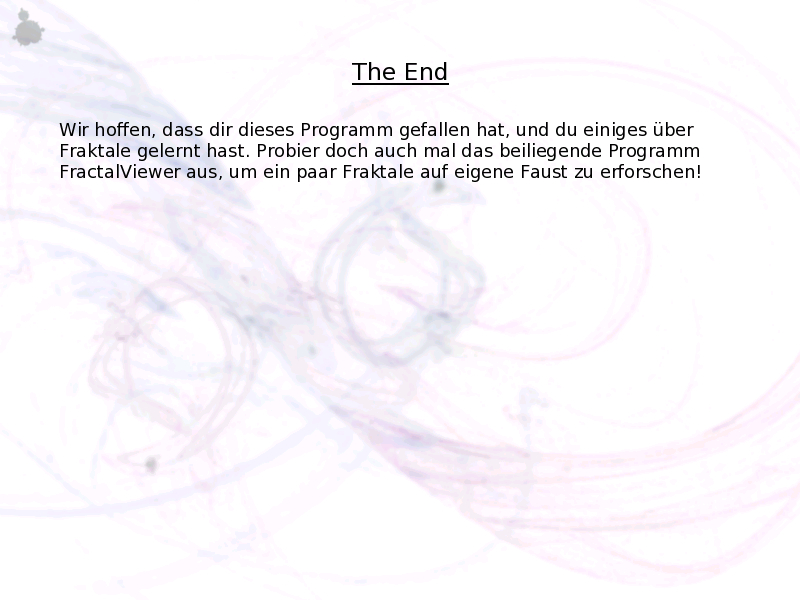 The End
Wir hoffen, dass dir dieses Programm gefallen hat, und du einiges über
Fraktale gelernt hast. Probier doch auch mal das beiliegende Programm
FractalViewer aus, um ein paar Fraktale auf eigene Faust zu erforschen!